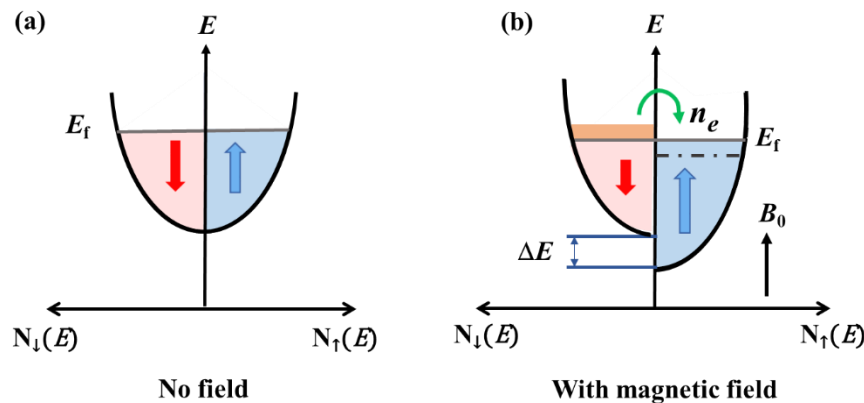 (a)
E
E_f
N↓(E)
N↑(E)
No field
(b)
E
n_e
E_f
B_0
ΔE
N↓(E)
N↑(E)
With magnetic field